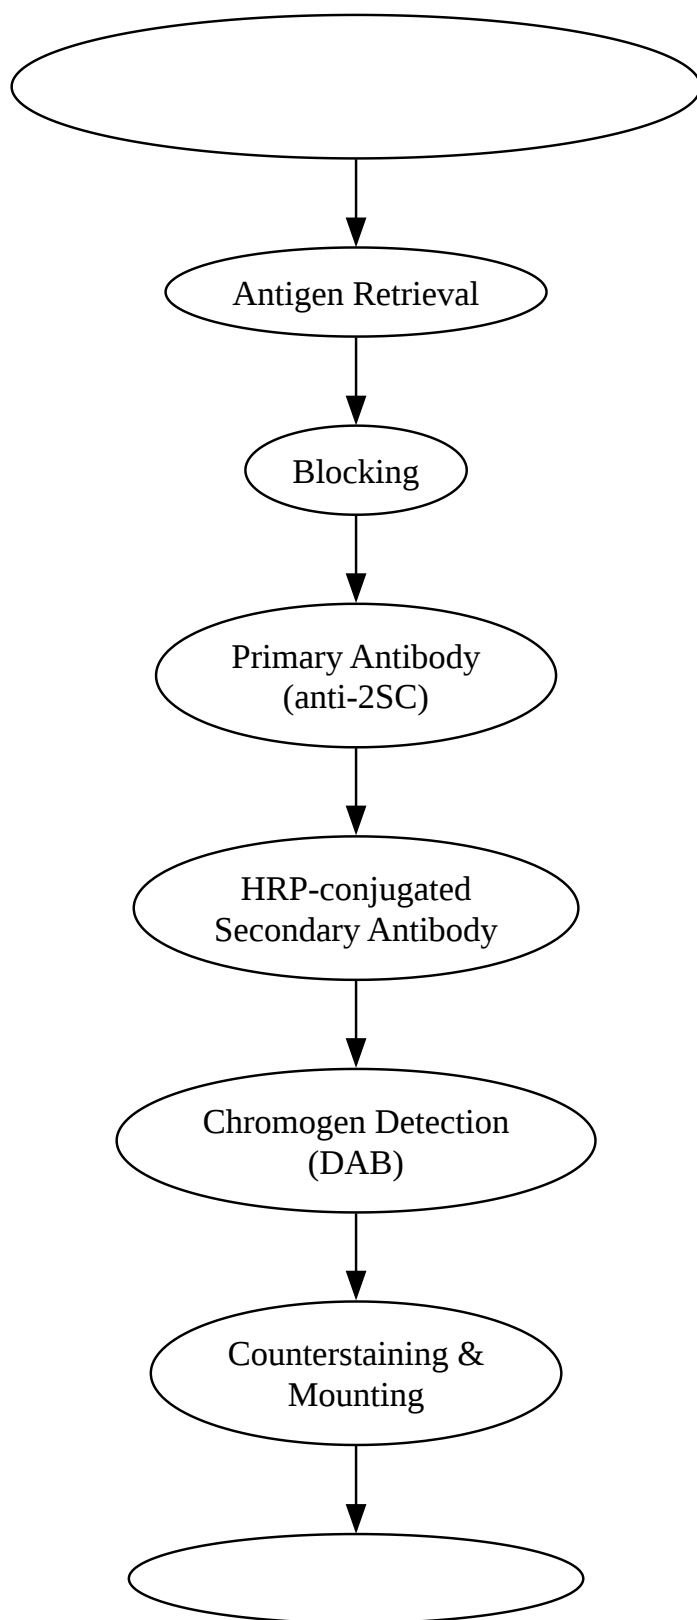 Antigen Retrieval
Blocking
Primary Antibody
(anti-2SC)
HRP-conjugated
Secondary Antibody
Chromogen Detection
(DAB)
Counterstaining &
Mounting